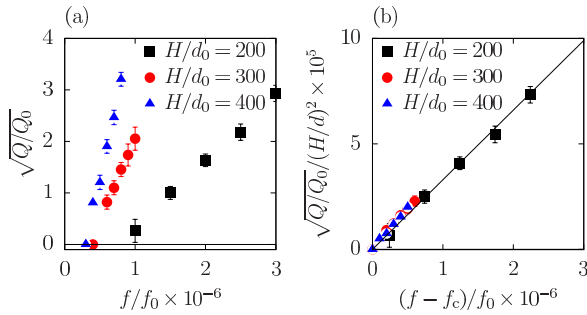 (a)
√Q/Q₀
4
3
2
1
0
H/d₀ = 200
H/d₀ = 300
H/d₀ = 400
0 1 2 3
f/f₀ × 10⁻⁶
(b)
√Q/Q₀/(H/d)² × 10⁵
10
5
0
H/d₀ = 200
H/d₀ = 300
H/d₀ = 400
0 1 2 3
(f − f_c)/f₀ × 10⁻⁶